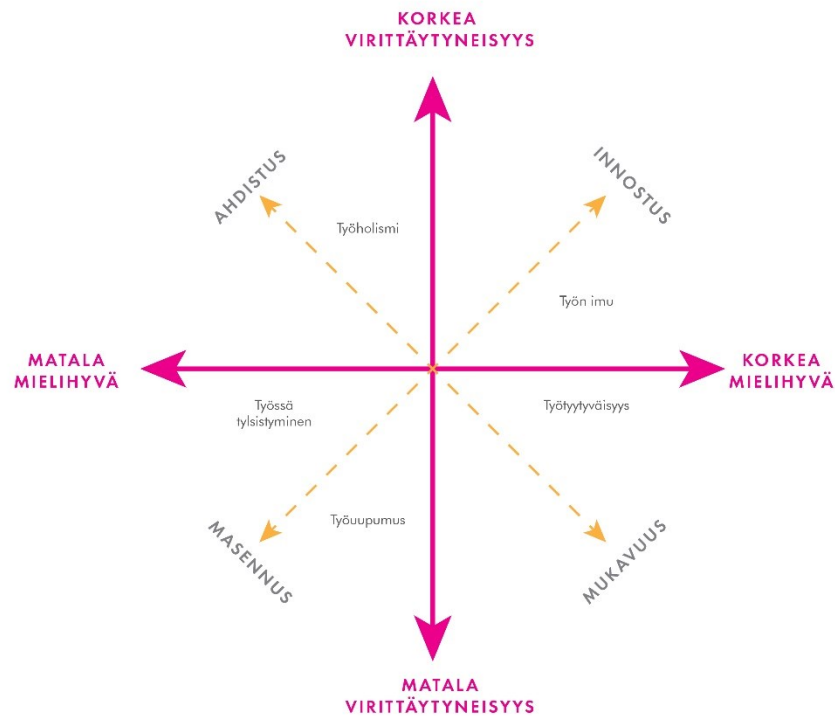 KORKEA
VIRITTÄYTYNEISYYS
AHDISTUS
INNOSTUS
Työholismi
Työn imu
MATALA
MIELIHYVÄ
KORKEA
MIELIHYVÄ
Työssä
tylsistyminen
Työtyytyväisyys
Työuupumus
MASENNUS
MUKAVUUS
MATALA
VIRITTÄYTYNEISYYS